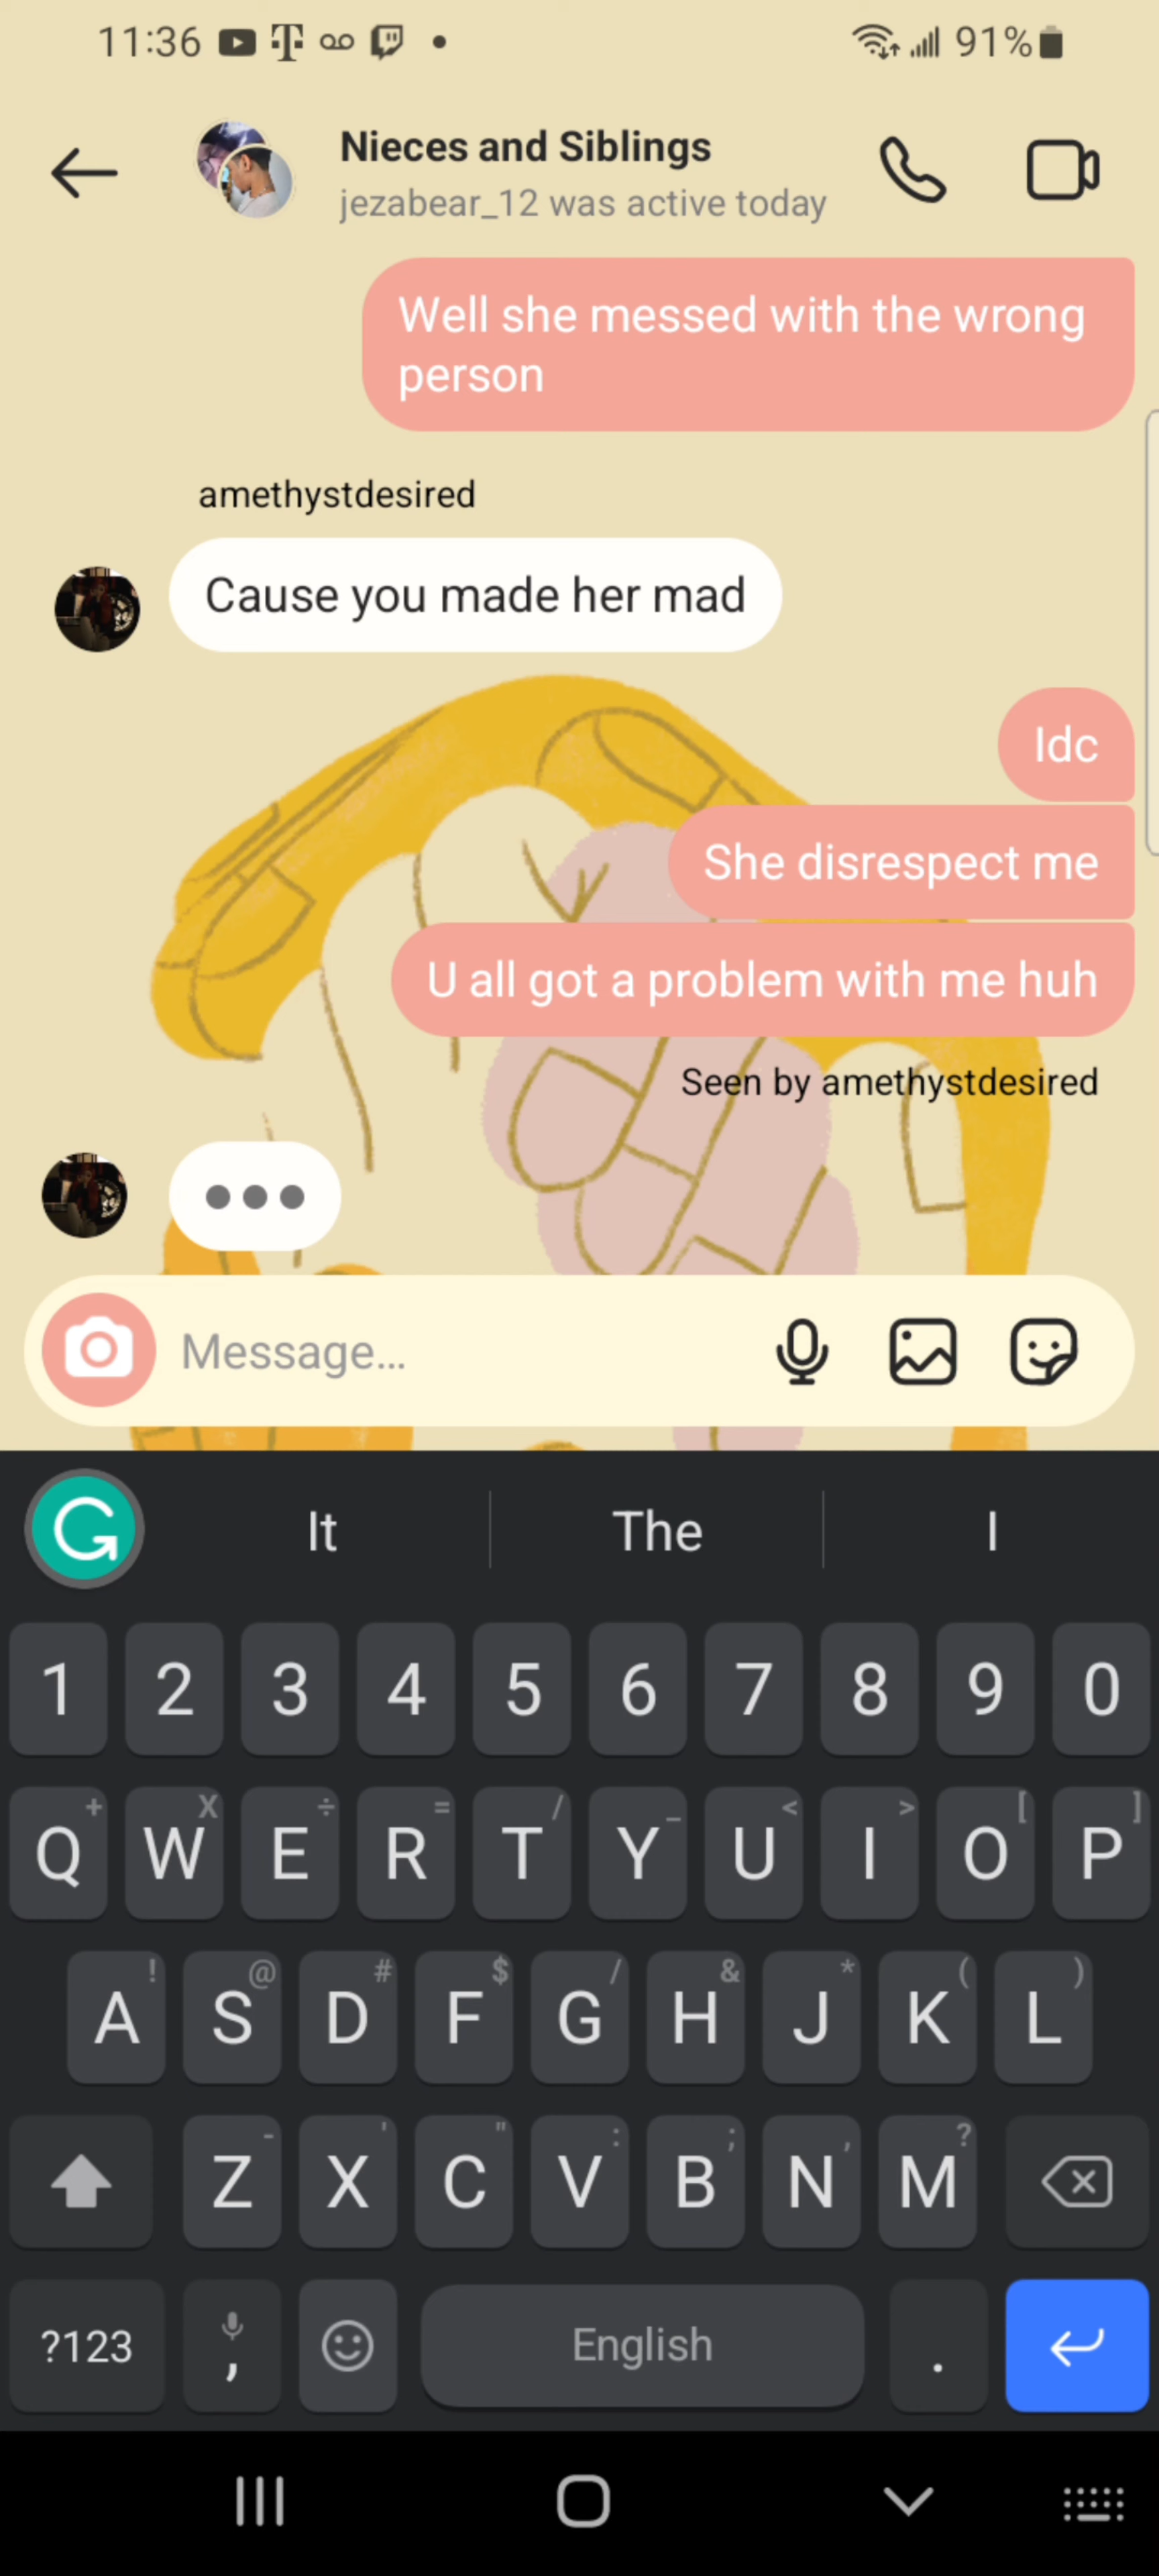 11:36
91%
Nieces and Siblings
jezabear_12 was active today
Well she messed with the wrong
person
amethystdesired
Cause you made her mad
Idc
She disrespect me
U all got a problem with me huh
Seen by amethystdesired
Message...
It The I
1 2 3 4 5 6 7 8 9 0
+ X ÷ = / _ < > [ ]
Q W E R T Y U I O P
! @ # $ / & * ( )
A S D F G H J K L
- ' " : ; , ?
Z X C V B N M
?123 , English .